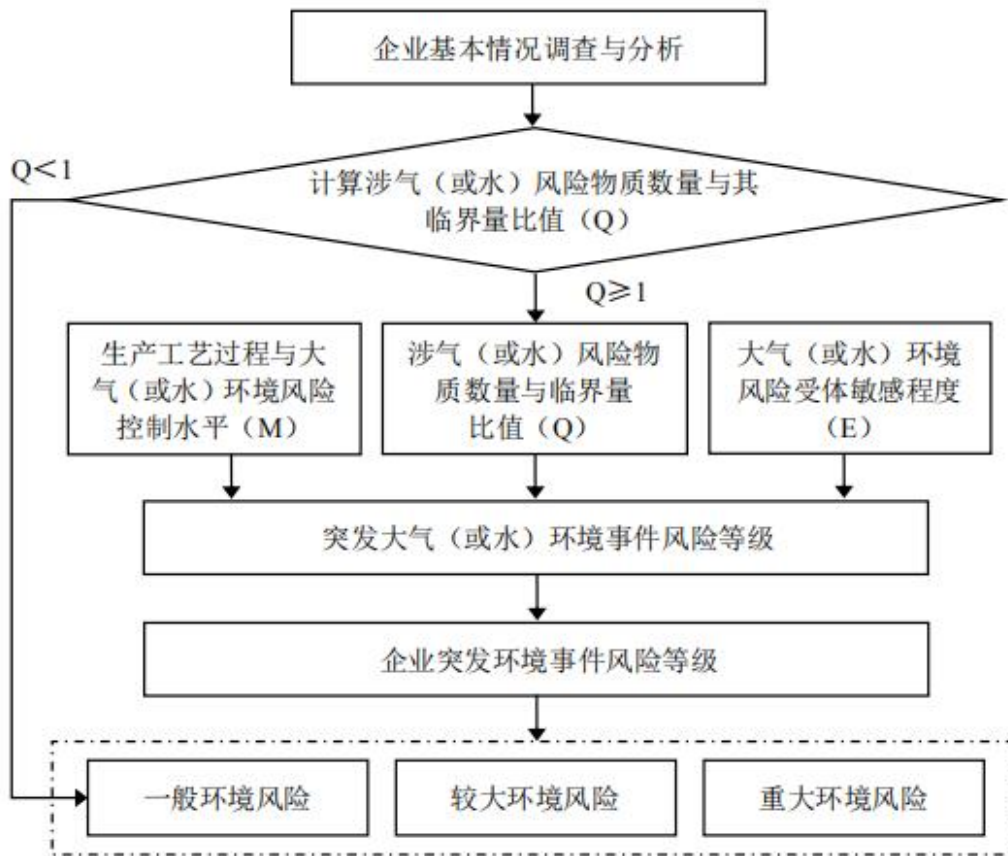 企业基本情况调查与分析
Q＜1
计算涉气（或水）风险物质数量与其
临界量比值（Q）
Q≥1
生产工艺过程与大
气（或水）环境风险
控制水平（M）
涉气（或水）风险物
质数量与临界量
比值（Q）
大气（或水）环境
风险受体敏感程度
（E）
突发大气（或水）环境事件风险等级
企业突发环境事件风险等级
一般环境风险
较大环境风险
重大环境风险